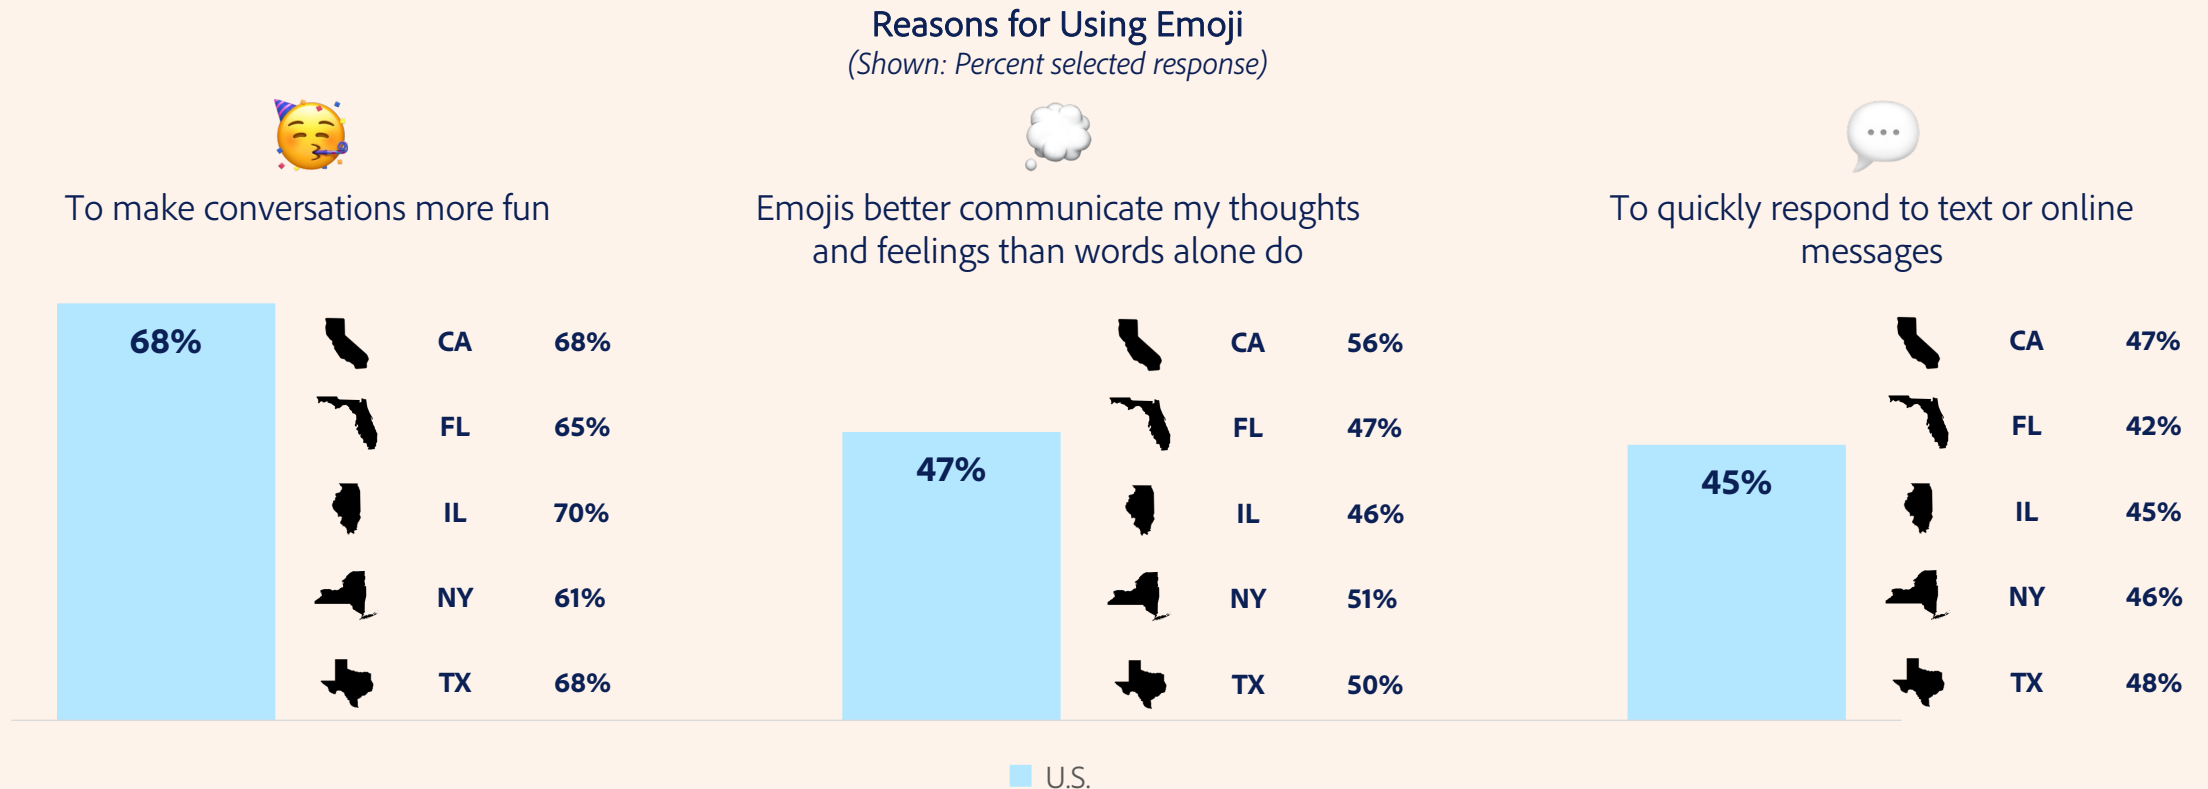 Reasons for Using Emoji
(Shown: Percent selected response)
To make conversations more fun
68%
CA 68%
FL 65%
IL 70%
NY 61%
TX 68%
Emojis better communicate my thoughts
and feelings than words alone do
47%
CA 56%
FL 47%
IL 46%
NY 51%
TX 50%
To quickly respond to text or online
messages
45%
CA 47%
FL 42%
IL 45%
NY 46%
TX 48%
U.S.